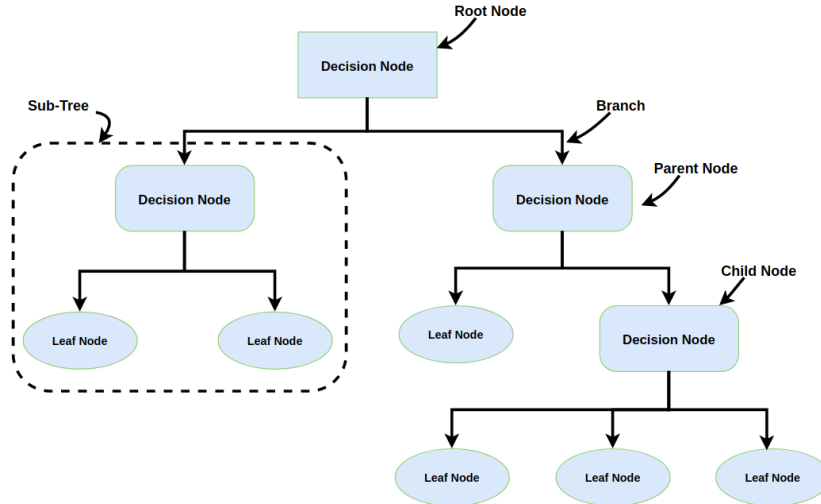 Root Node
Decision Node
Sub-Tree
Branch
Parent Node
Decision Node
Decision Node
Child Node
Leaf Node
Leaf Node
Leaf Node
Decision Node
Leaf Node
Leaf Node
Leaf Node